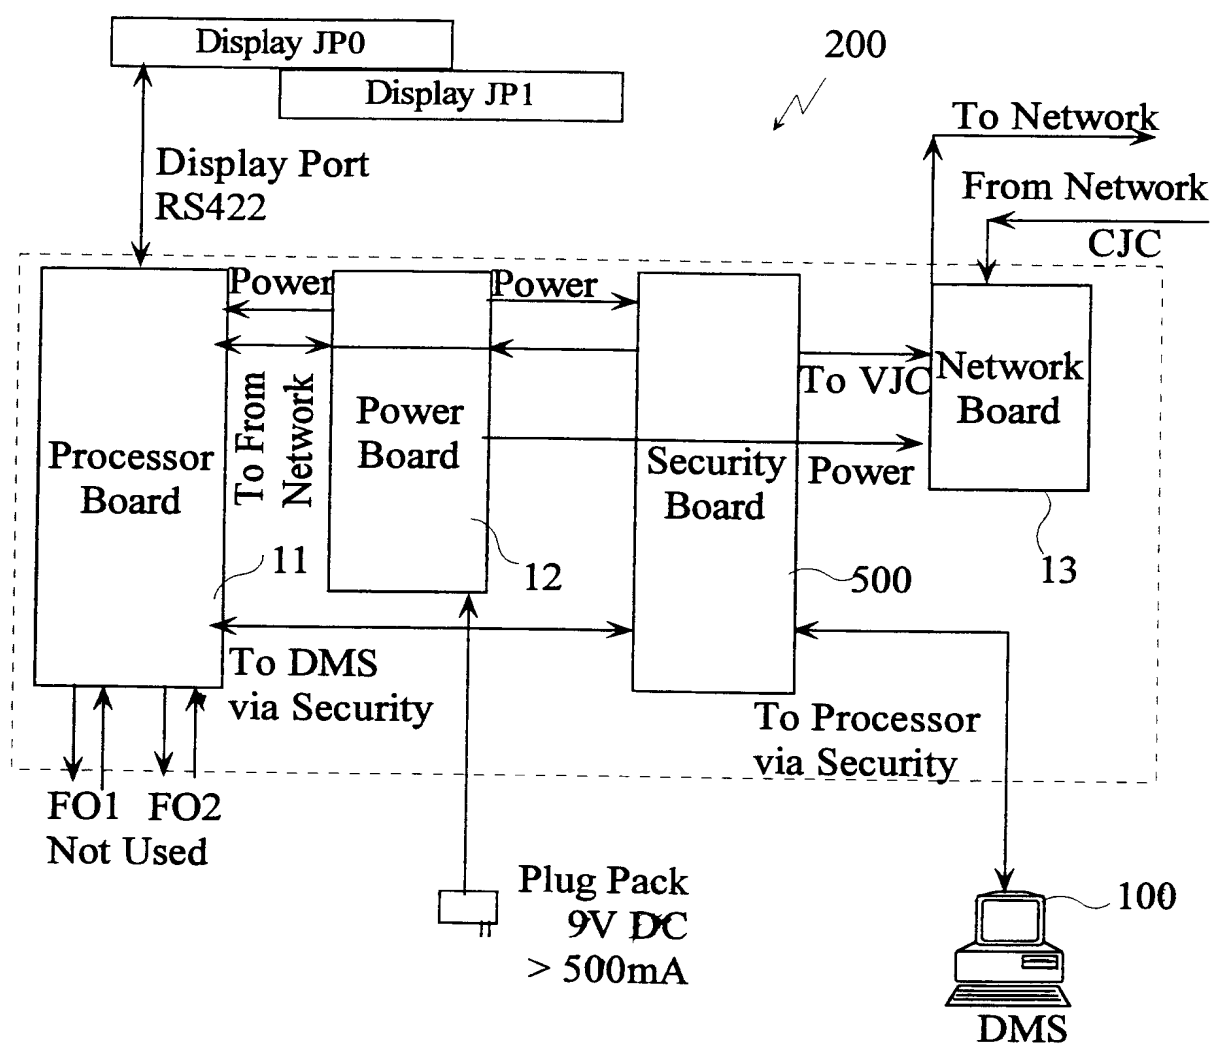 Display JP0
200
Display JP1
To Network
Display Port
RS422
From Network
CJC
Power
Power
To VJC
Network
Board
To From
Network
Power
Board
Processor
Board
Security
Board
Power
11
12
500
13
To DMS
via Security
To Processor
via Security
FO1 FO2
Not Used
Plug Pack
9V DC
> 500mA
100
DMS